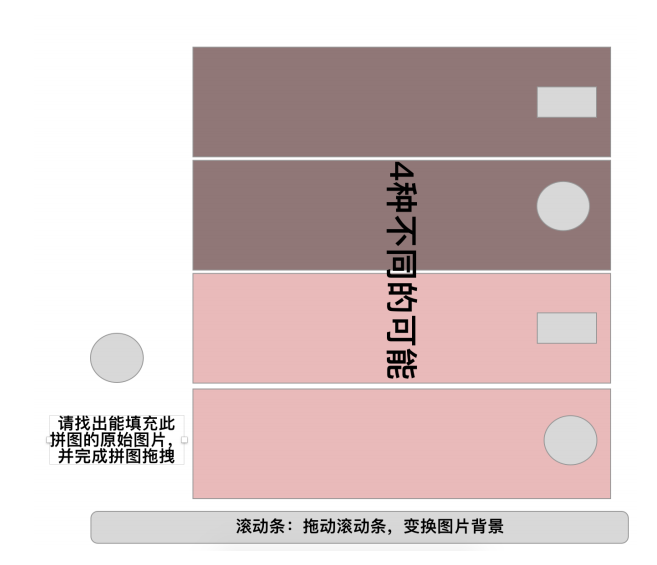 4种不同的可能
请找出能填充此
拼图的原始图片，
并完成拼图拖拽
滚动条：拖动滚动条，变换图片背景